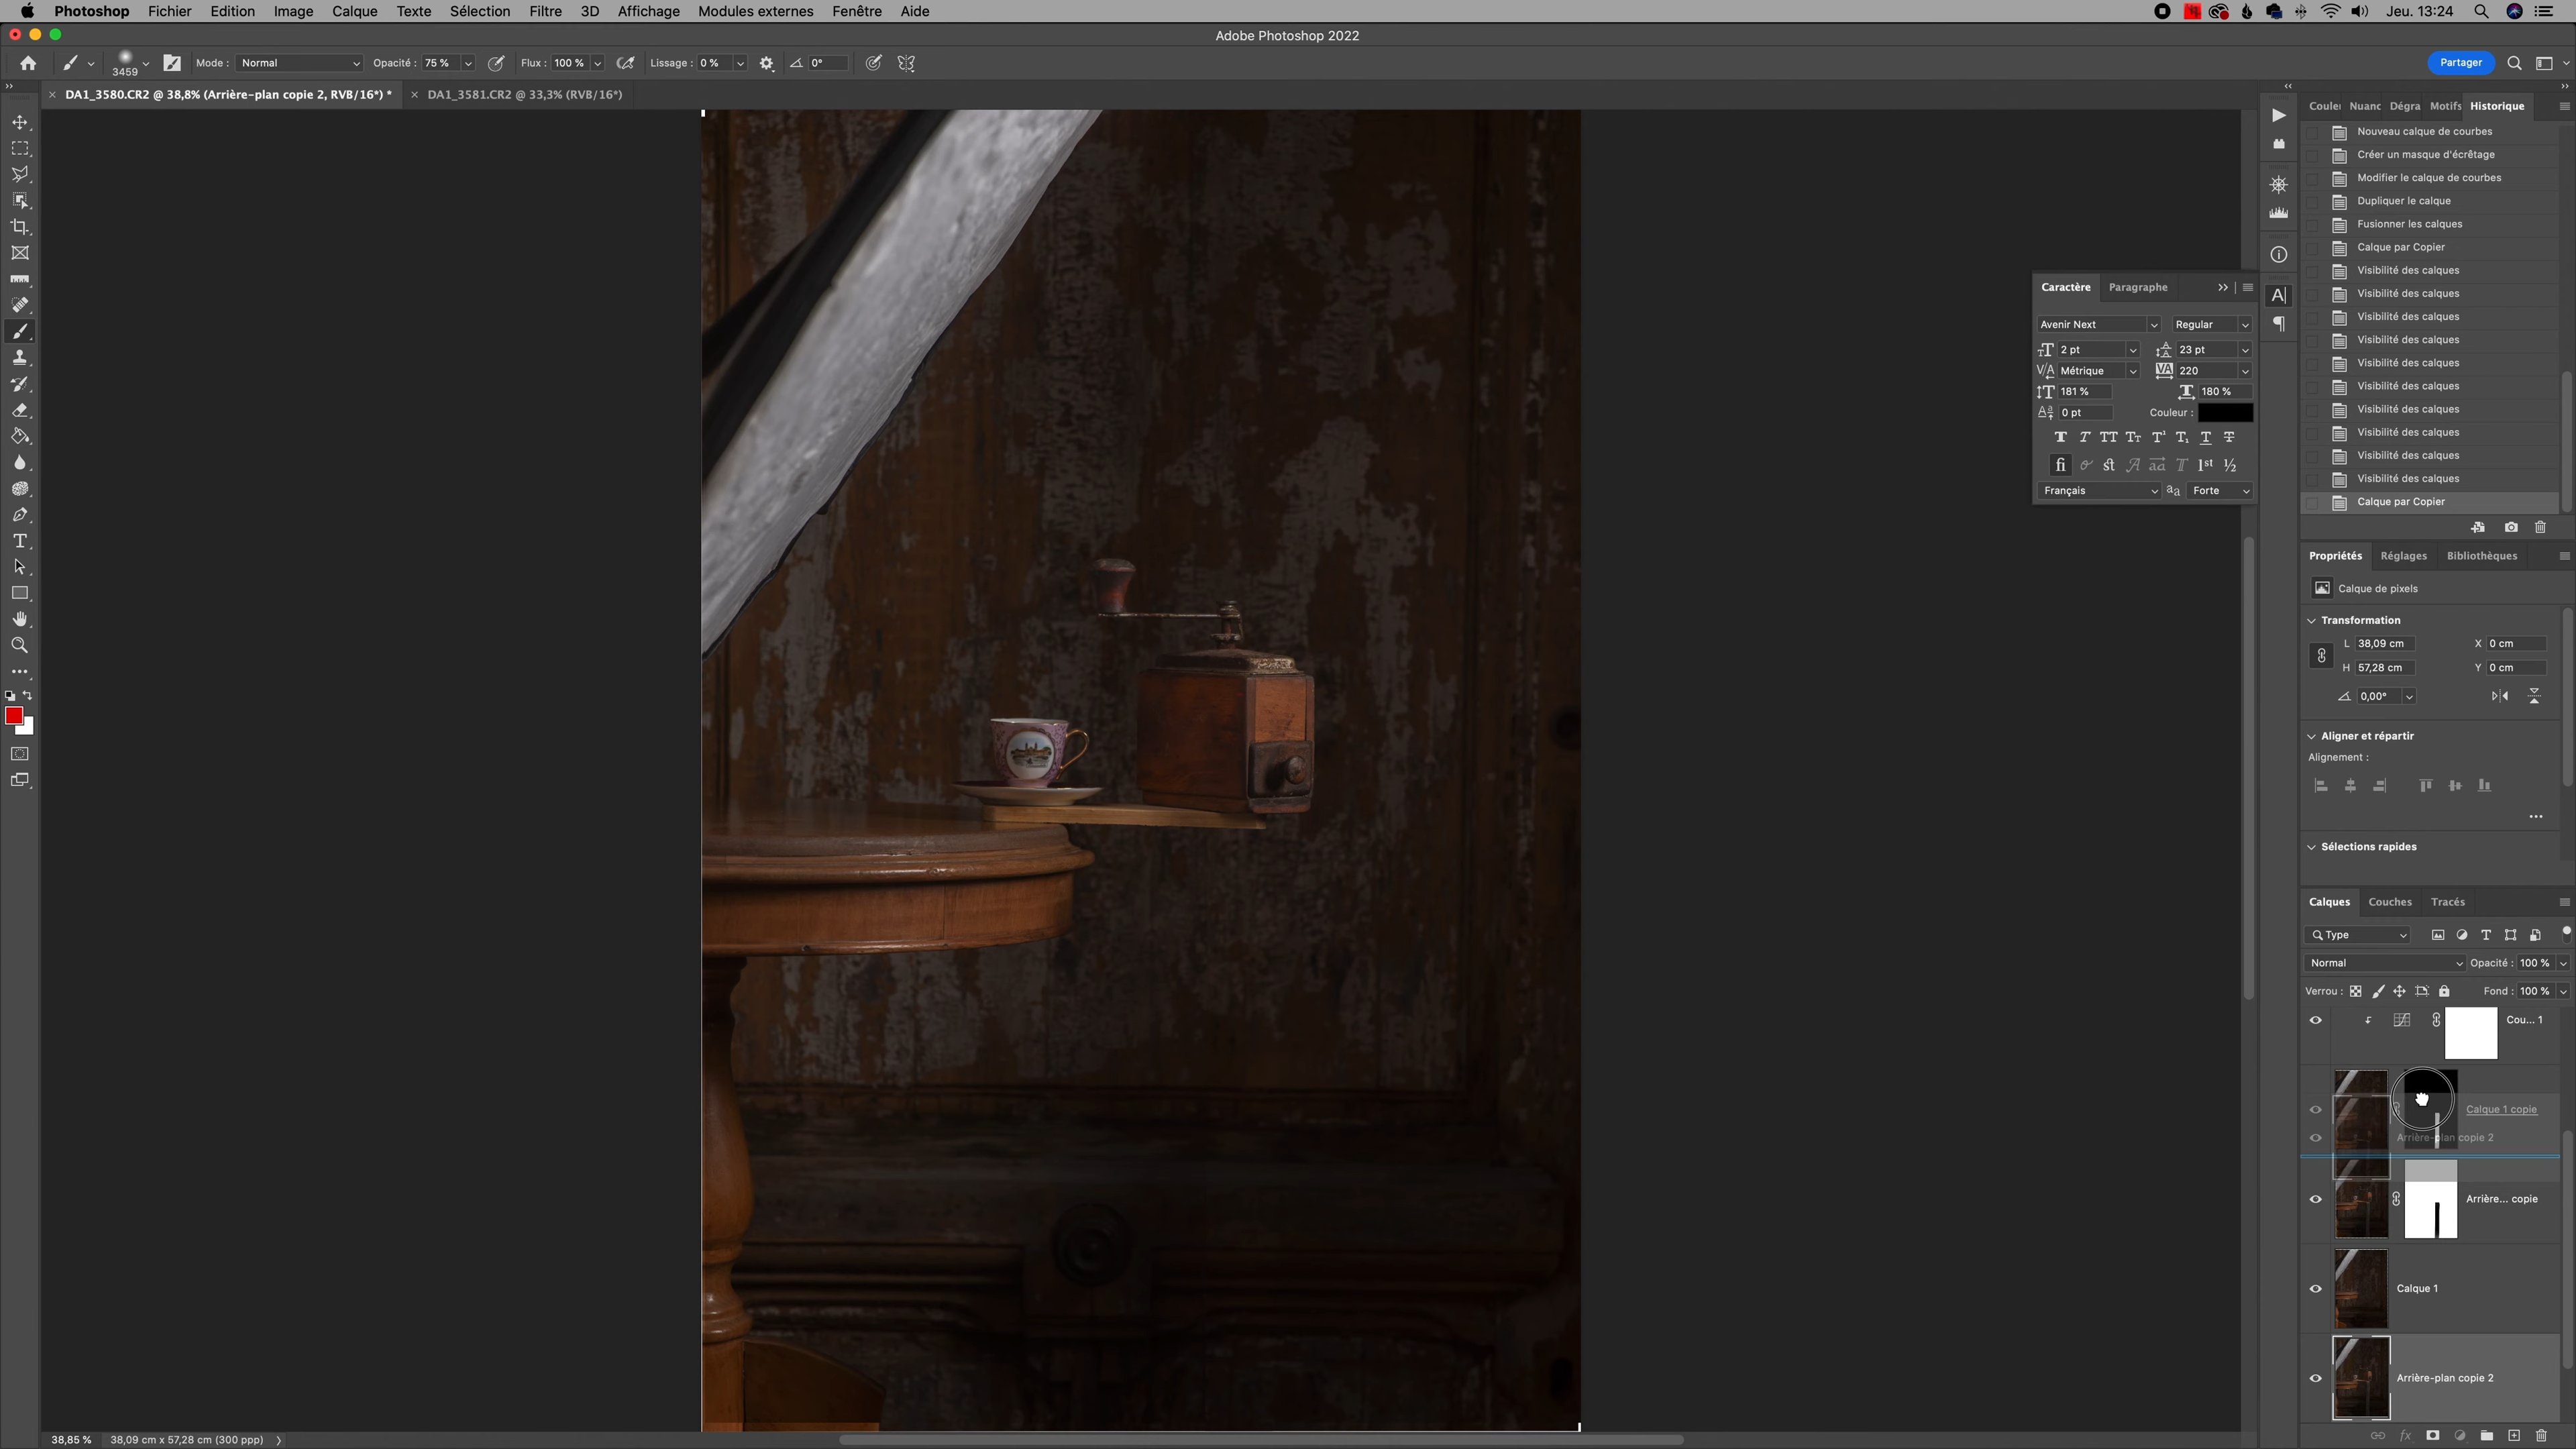 Photoshop Fichier Edition Image Calque Texte Sélection Filtre 3D Affichage Modules externes Fenêtre Aide Jeu. 13:24
Adobe Photoshop 2022
3459 Mode : Normal Opacité : 75 % Flux : 100 % Lissage : 0 % 0° Partager
DA1_3580.CR2 @ 38,8% (Arrière-plan copie 2, RVB/16*) * DA1_3581.CR2 @ 33,3% (RVB/16*)
Coule Nuanc Dégra Motifs Historique
Nouveau calque de courbes
Créer un masque d'écrêtage
Modifier le calque de courbes
Dupliquer le calque
Fusionner les calques
Calque par Copier
Visibilité des calques
Visibilité des calques
Visibilité des calques
Visibilité des calques
Visibilité des calques
Visibilité des calques
Visibilité des calques
Visibilité des calques
Visibilité des calques
Visibilité des calques
Calque par Copier
Caractère Paragraphe
Avenir Next Regular
2 pt 23 pt
Métrique 220
181 % 180 %
0 pt Couleur :
Français Forte
Propriétés Réglages Bibliothèques
Calque de pixels
Transformation
L 38,09 cm X 0 cm
H 57,28 cm Y 0 cm
0,00°
Aligner et répartir
Alignement :
Sélections rapides
Calques Couches Tracés
Type
Normal Opacité : 100 %
Verrou : Fond : 100 %
Cou... 1
Calque 1 copie
Arrière-plan copie 2
Arrière... copie
Calque 1
Arrière-plan copie 2
38,85 % 38,09 cm x 57,28 cm (300 ppp)